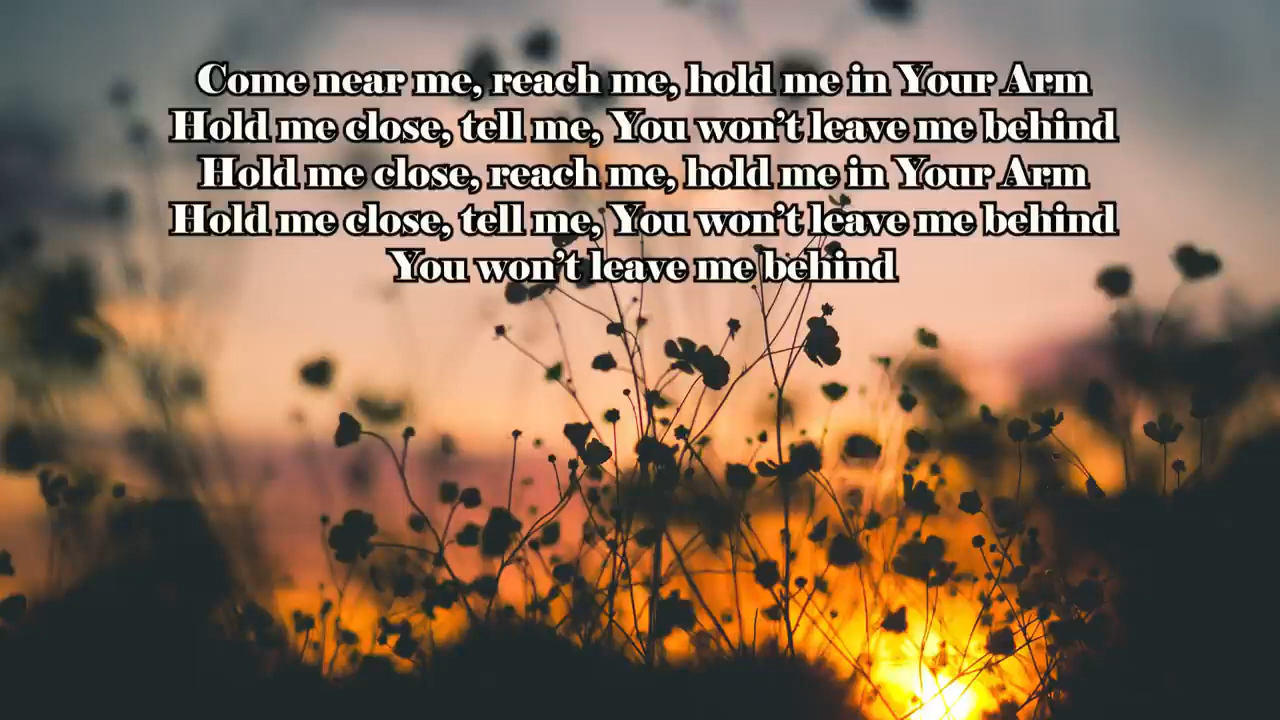 Come near me, reach me, hold me in Your Arm
Hold me close, tell me, You won't leave me behind
Hold me close, reach me, hold me in Your Arm
Hold me close, tell me, You won't leave me behind
You won't leave me behind